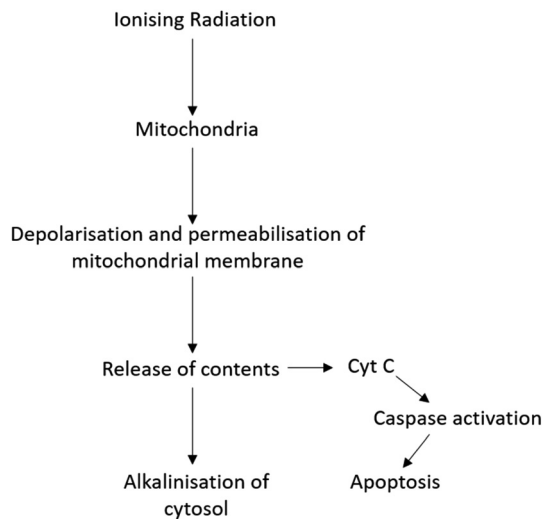 Ionising Radiation
Mitochondria
Depolarisation and permeabilisation of
mitochondrial membrane
Release of contents
Cyt C
Caspase activation
Alkalinisation of
cytosol
Apoptosis